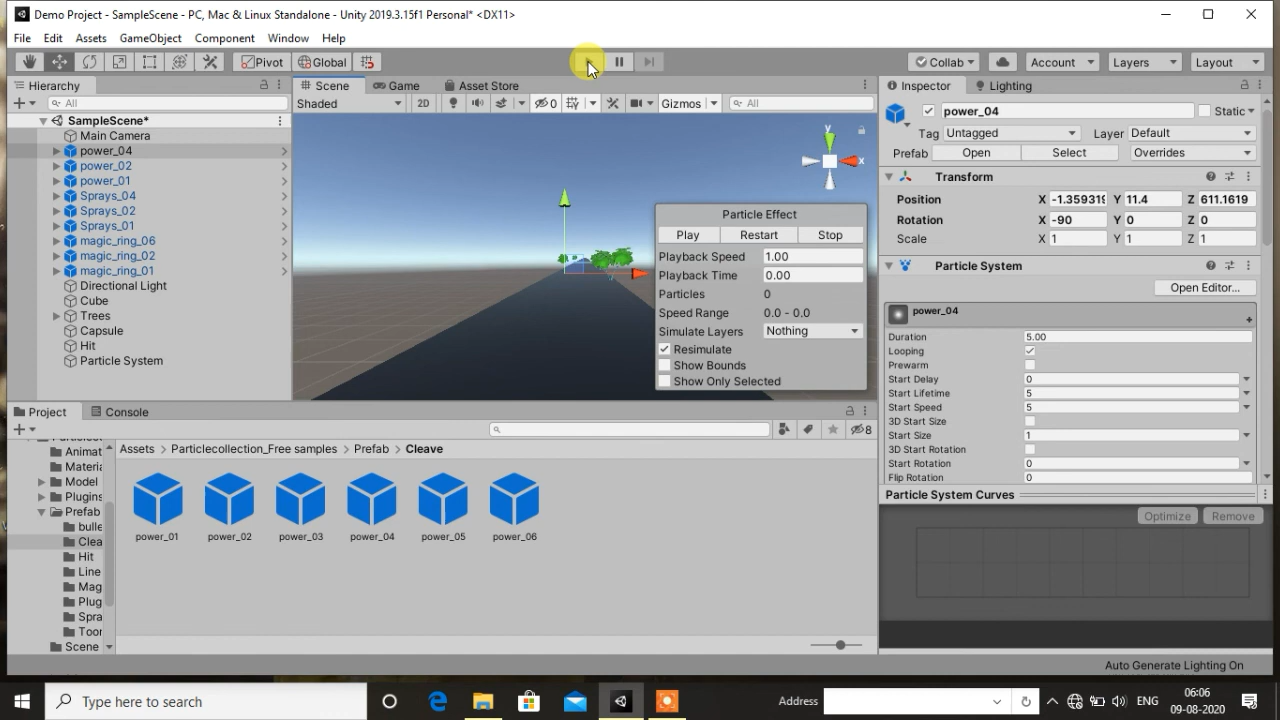 Demo Project - SampleScene - PC, Mac & Linux Standalone - Unity 2019.3.15f1 Personal* <DX11>
File Edit Assets GameObject Component Window Help
Pivot Global Collab Account Layers Layout
Hierarchy Scene Game Asset Store Inspector Lighting
All Shaded 2D 0 Gizmos All
power_04 Static
Tag Untagged Layer Default
Prefab Open Select Overrides
SampleScene*
Main Camera
power_04
power_02
power_01
Sprays_04
Sprays_02
Sprays_01
magic_ring_06
magic_ring_02
magic_ring_01
Directional Light
Cube
Trees
Capsule
Hit
Particle System
y
x
Particle Effect
Play Restart Stop
Playback Speed 1.00
Playback Time 0.00
Particles 0
Speed Range 0.0 - 0.0
Simulate Layers Nothing
Resimulate
Show Bounds
Show Only Selected
Transform
Position X -1.359319 Y 11.4 Z 611.1619
Rotation X -90 Y 0 Z 0
Scale X 1 Y 1 Z 1
Particle System
Open Editor...
power_04
Duration 5.00
Looping
Prewarm
Start Delay 0
Start Lifetime 5
Start Speed 5
3D Start Size
Start Size 1
3D Start Rotation
Start Rotation 0
Flip Rotation 0
Particle System Curves
Optimize Remove
Project Console
8
Animat
Materia
Model
Plugins
Prefab
bulle
Clea
Hit
Line
Mag
Plug
Spra
Toor
Scene
Assets Particlecollection_Free samples Prefab Cleave
power_01 power_02 power_03 power_04 power_05 power_06
Auto Generate Lighting On
Type here to search
Address
ENG
06:06
09-08-2020